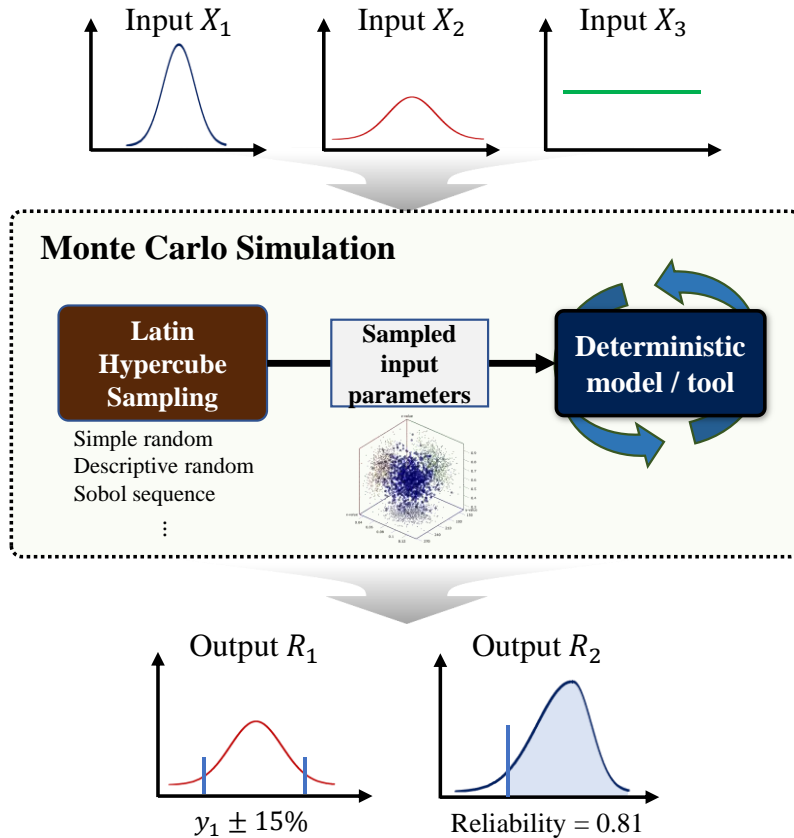 Input X₁
Input X₂
Input X₃
Monte Carlo Simulation
Latin
Hypercube
Sampling
Sampled
input
parameters
Deterministic
model / tool
Simple random
Descriptive random
Sobol sequence
⋮
Output R₁
Output R₂
y₁ ± 15%
Reliability = 0.81